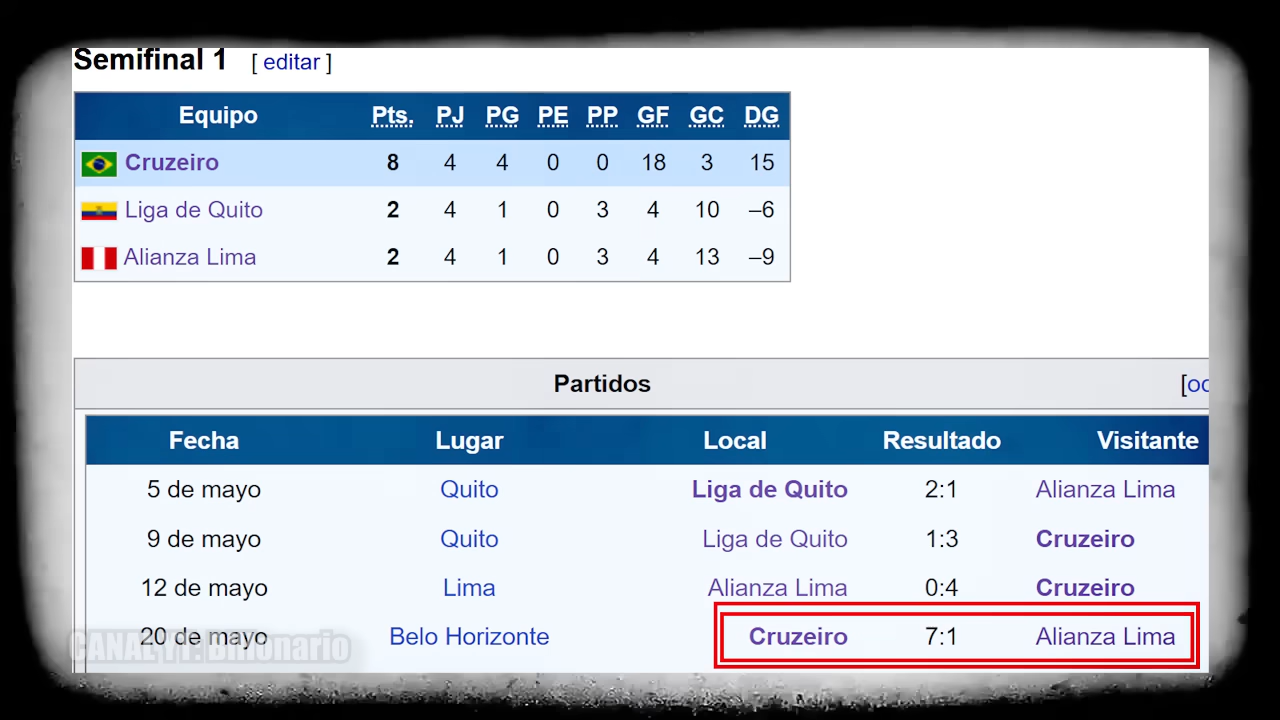 Semifinal 1 [ editar ]
Equipo Pts. PJ PG PE PP GF GC DG
Cruzeiro 8 4 4 0 0 18 3 15
Liga de Quito 2 4 1 0 3 4 10 –6
Alianza Lima 2 4 1 0 3 4 13 –9
Partidos
Fecha Lugar Local Resultado Visitante
5 de mayo Quito Liga de Quito 2:1 Alianza Lima
9 de mayo Quito Liga de Quito 1:3 Cruzeiro
12 de mayo Lima Alianza Lima 0:4 Cruzeiro
20 de mayo Belo Horizonte Cruzeiro 7:1 Alianza Lima
CANAL YT: